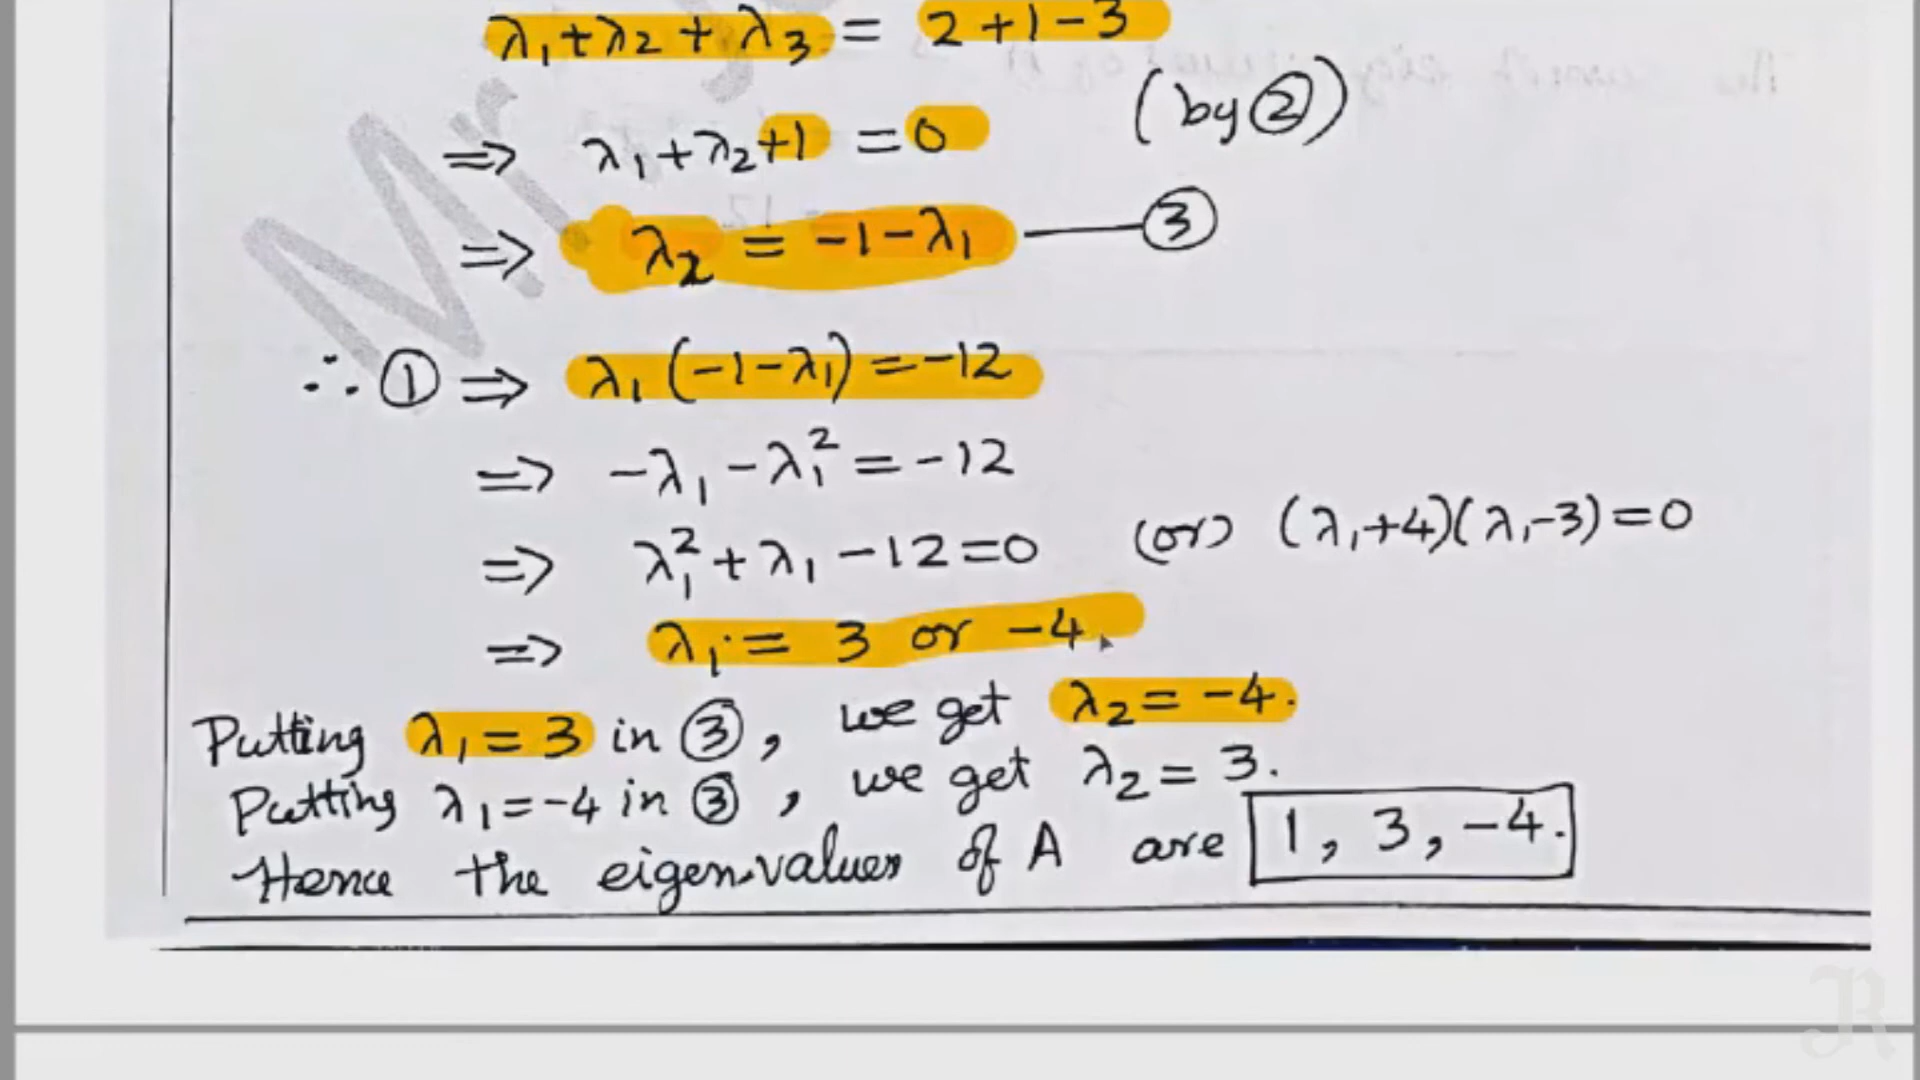 λ₁+λ₂+λ₃ = 2+1-3
⇒ λ₁+λ₂+1 = 0 (by ②)
⇒ λ₂ = -1-λ₁ —— ③
∴ ① ⇒ λ₁(-1-λ₁) = -12
⇒ -λ₁ - λ₁² = -12
⇒ λ₁² + λ₁ - 12 = 0 (or) (λ₁+4)(λ₁-3) = 0
⇒ λ₁ = 3 or -4.
Putting λ₁ = 3 in ③, we get λ₂ = -4.
Putting λ₁ = -4 in ③, we get λ₂ = 3.
Hence the eigen values of A are 1, 3, -4.